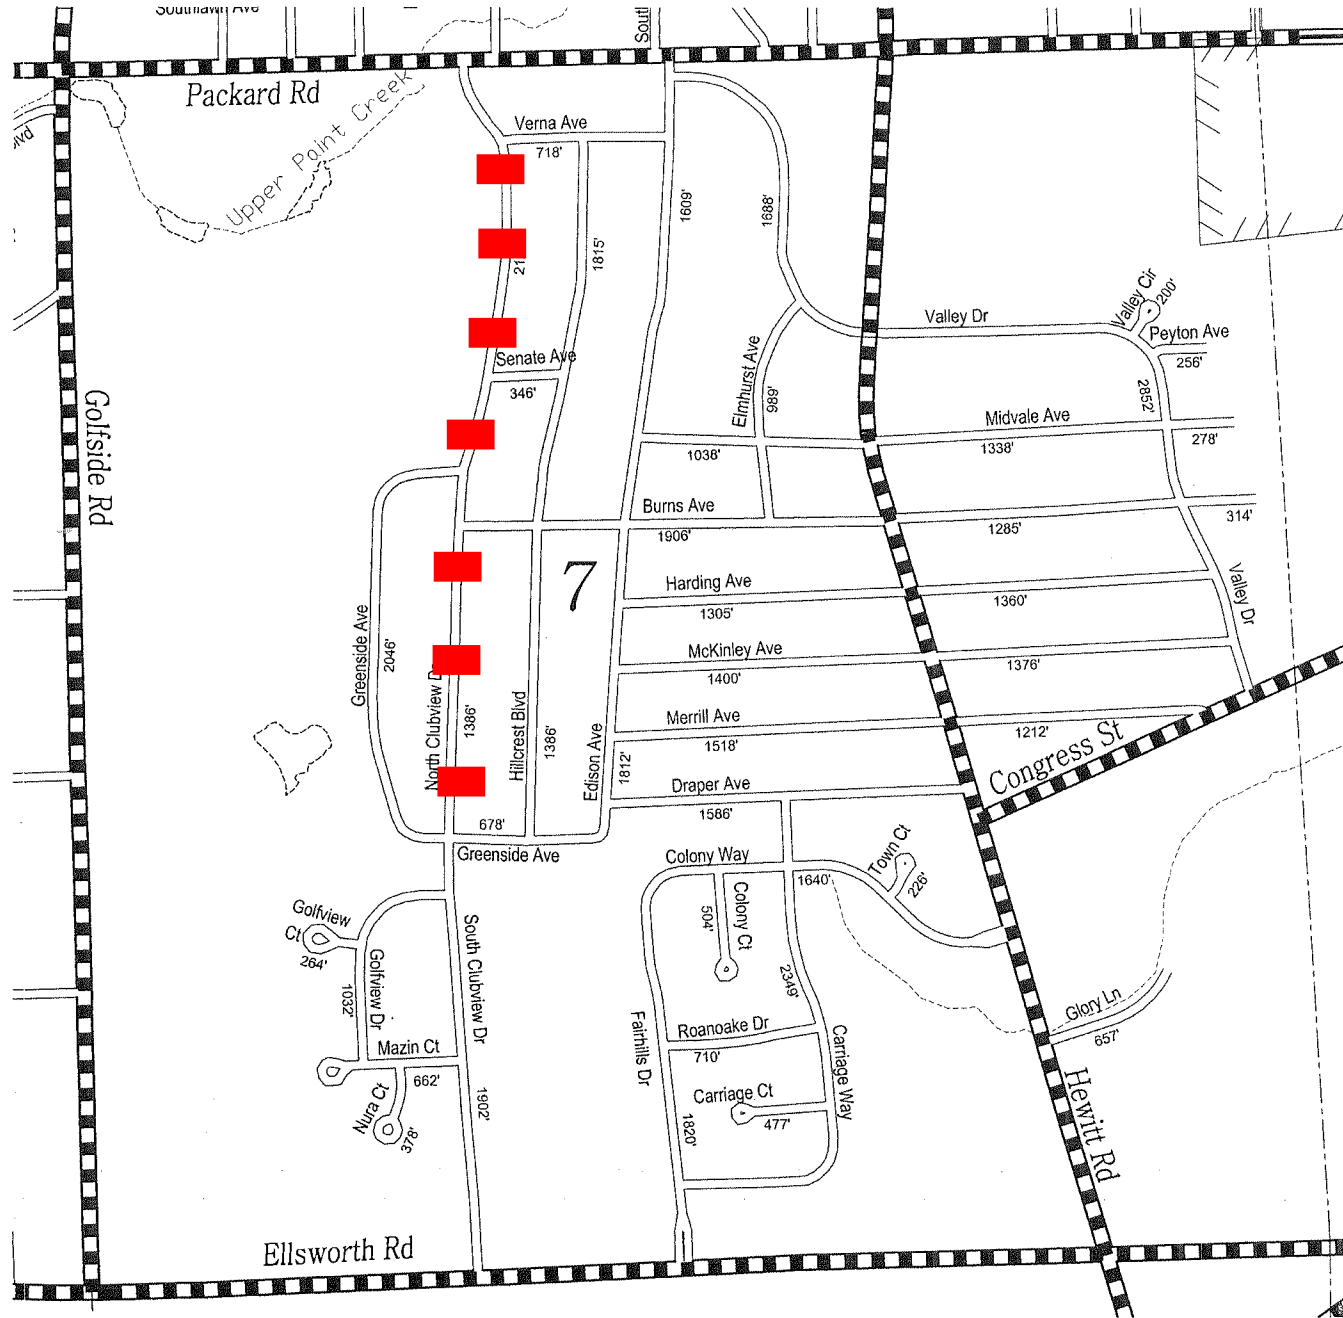 Southlawn Ave
Packard Rd
Upper Paint Creek
Verna Ave
718'
1609'
1688'
1815'
21
Valley Dr
Valley Cir
200'
Peyton Ave
256'
Senate Ave
346'
Elmhurst Ave
989'
2852'
Midvale Ave
1038'
1338'
278'
Golfside Rd
Burns Ave
1906'
1285'
314'
7
Harding Ave
1305'
1360'
Valley Dr
Greenside Ave
2046'
McKinley Ave
1400'
1376'
North Clubview D
1386'
Hillcrest Blvd
1386'
Edison Ave
1812'
Merrill Ave
1518'
1212'
Congress St
Draper Ave
1586'
678'
Greenside Ave
Colony Way
1640'
Town Ct
226'
Golfview
Ct
264'
Golfview Dr
1032'
South Clubview Dr
1902'
504'
Colony Ct
2349'
Fairhills Dr
1820'
Roanoake Dr
710'
Carriage Way
Carriage Ct
477'
Glory Ln
657'
Mazin Ct
662'
Nura Ct
378'
Hewitt Rd
Ellsworth Rd